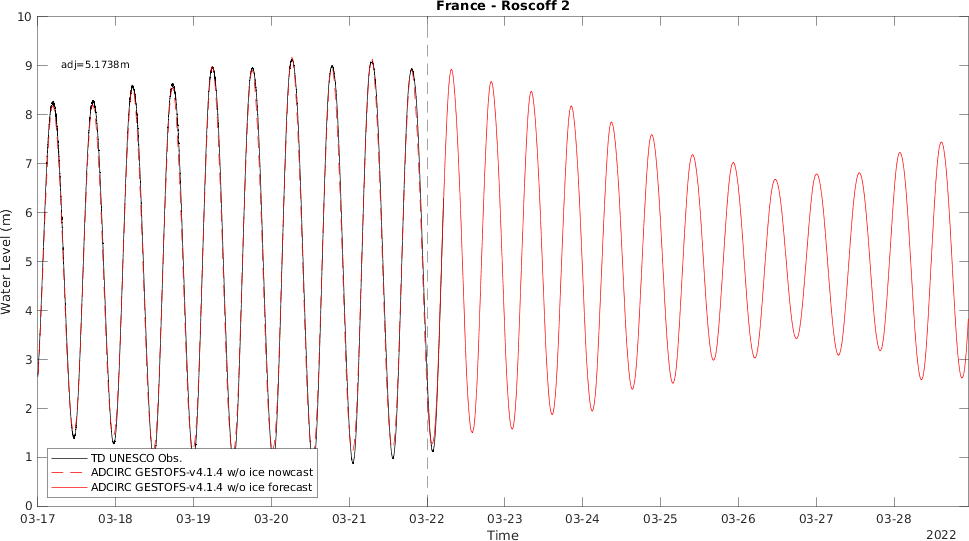 France - Roscoff 2
10
9
8
7
6
5
4
3
2
1
0
Water Level (m)
adj=5.1738m
TD UNESCO Obs.
ADCIRC GESTOFS-v4.1.4 w/o ice nowcast
ADCIRC GESTOFS-v4.1.4 w/o ice forecast
03-17 03-18 03-19 03-20 03-21 03-22 03-23 03-24 03-25 03-26 03-27 03-28
Time
2022